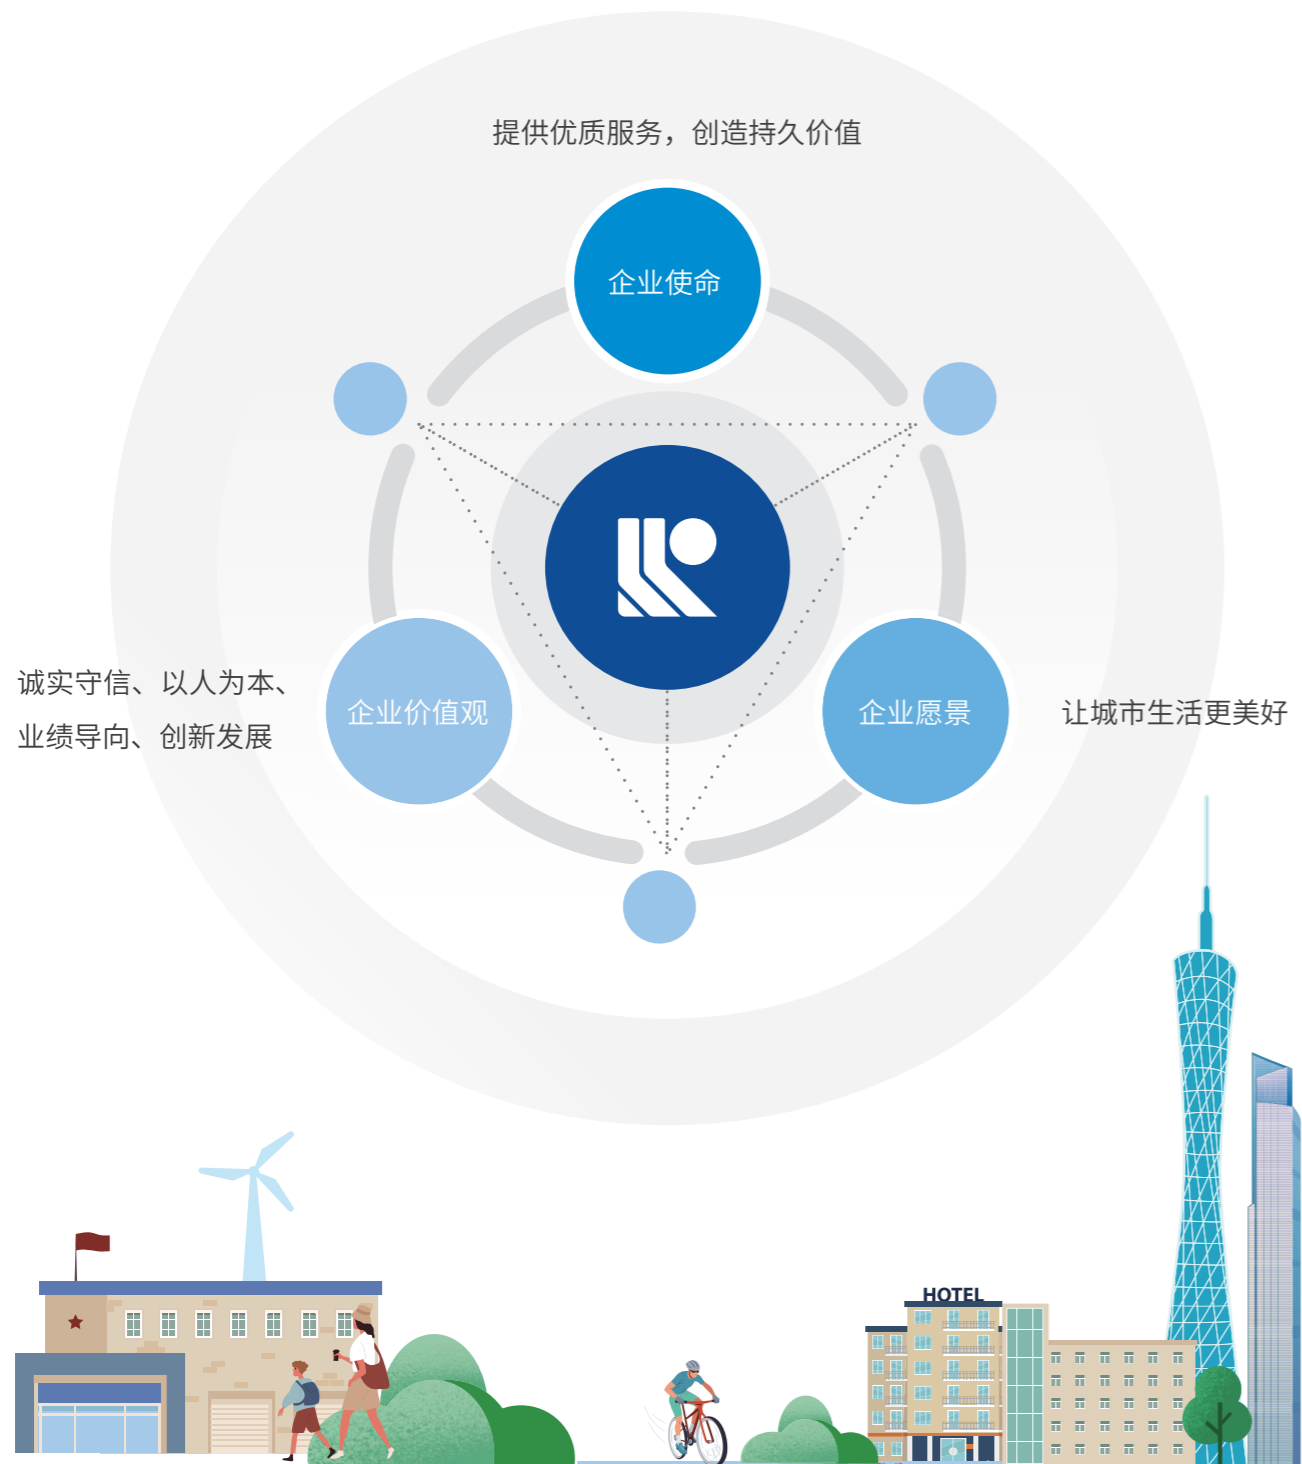 提供优质服务，创造持久价值
企业使命
诚实守信、以人为本、
业绩导向、创新发展
企业价值观
企业愿景
让城市生活更美好
HOTEL